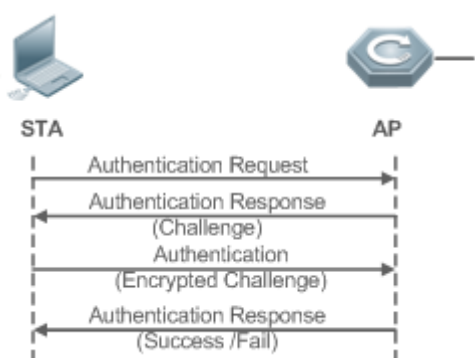 STA AP
Authentication Request
Authentication Response
(Challenge)
Authentication
(Encrypted Challenge)
Authentication Response
(Success /Fail)